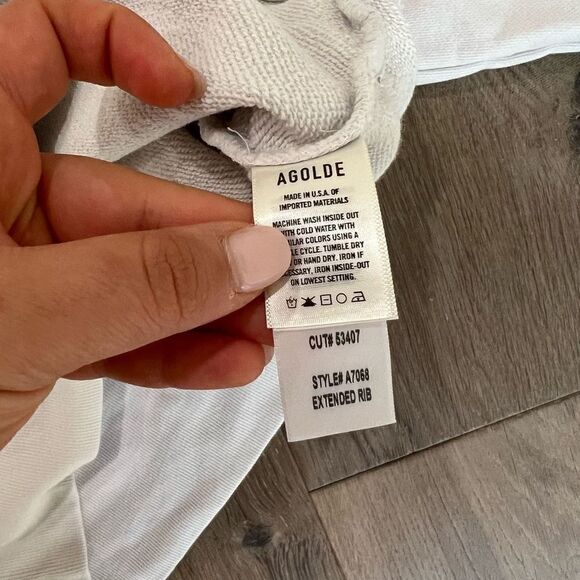 AGOLDE
MADE IN U.S.A. OF
IMPORTED MATERIALS
MACHINE WASH INSIDE OUT
WITH COLD WATER WITH
COLORS USING A
CYCLE. TUMBLE DRY
OR HAND DRY. IRON IF
IRON INSIDE-OUT
ON LOWEST SETTING.
CUT# 53407
STYLE# A7068
EXTENDED RIB